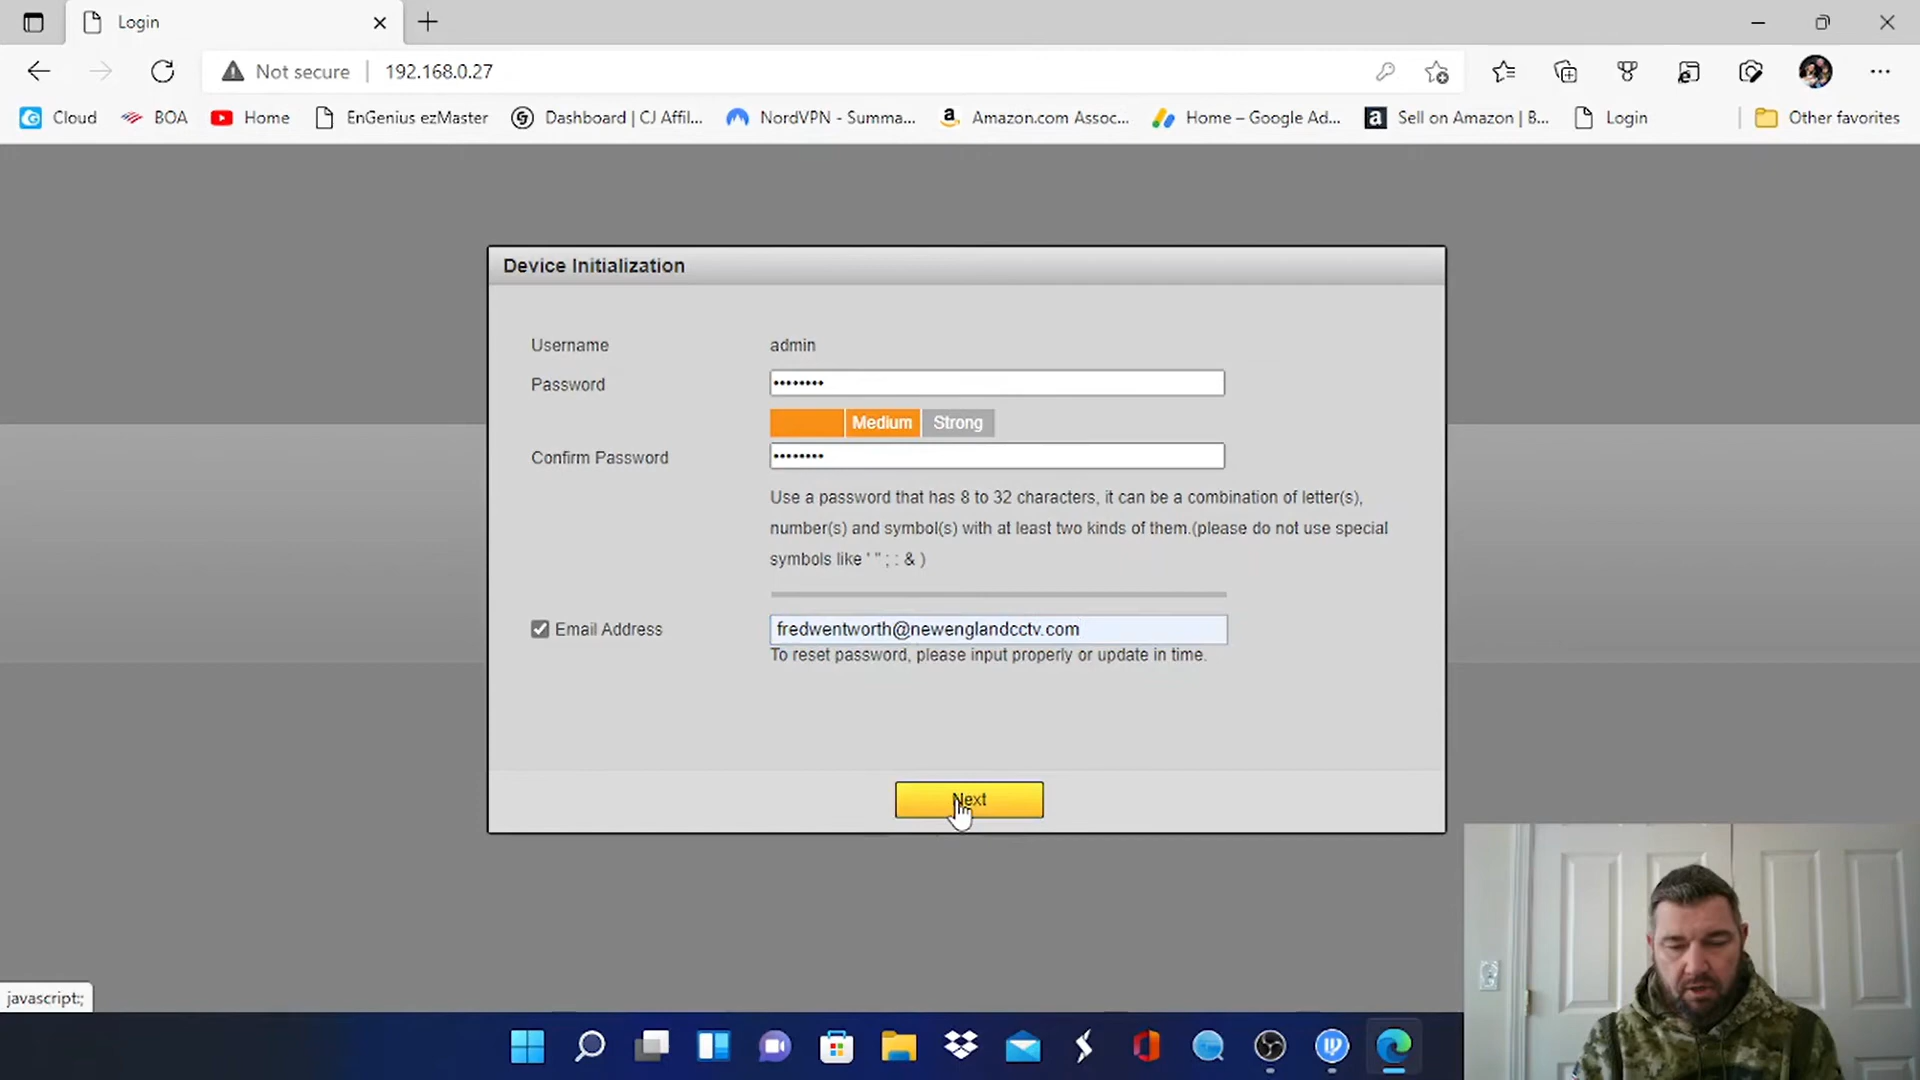 Login
Not secure
192.168.0.27
Cloud
BOA
Home
EnGenius ezMaster
Dashboard | CJ Affil...
NordVPN - Summa...
Amazon.com Assoc...
Home – Google Ad...
Sell on Amazon | B...
Login
Other favorites
Device Initialization
Username
admin
Password
••••••••
Medium
Strong
Confirm Password
••••••••
Use a password that has 8 to 32 characters, it can be a combination of letter(s),
number(s) and symbol(s) with at least two kinds of them.(please do not use special
symbols like ' " ; : & )
Email Address
fredwentworth@newenglandcctv.com
To reset password, please input properly or update in time.
Next
javascript:;